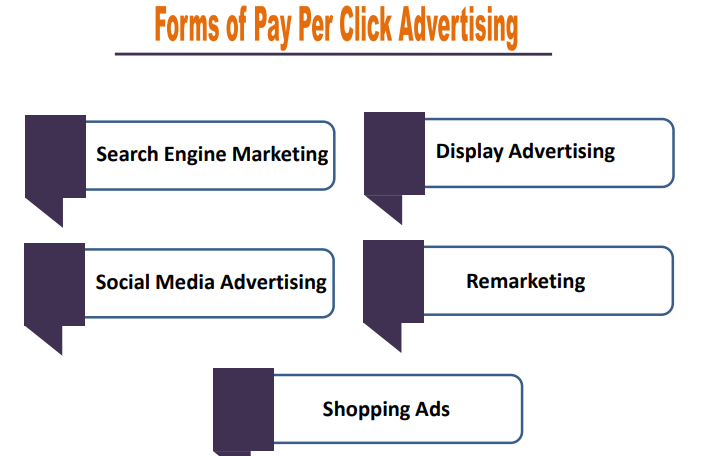 Forms of Pay Per Click Advertising
Search Engine Marketing
Display Advertising
Social Media Advertising
Remarketing
Shopping Ads